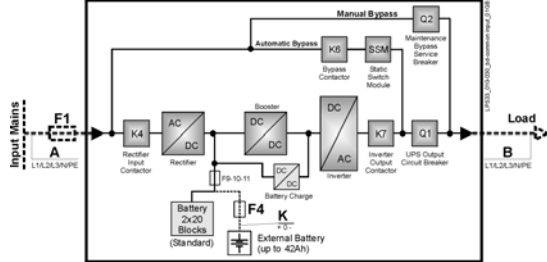 Manual Bypass
Q2
Maintenance
Bypass
Service
Breaker
Automatic Bypass
K6
SSM
Bypass
Contactor
Static
Switch
Module
Input Mains
F1
A
L1/L2/L3/N/PE
K4
Rectifier
Input
Contactor
AC
DC
Rectifier
Booster
DC
DC
DC
AC
Inverter
K7
Inverter
Output
Contactor
Q1
UPS Output
Circuit Breaker
Load
B
L1/L2/L3/N/PE
F9-10-11
DC
DC
Battery Charge
Battery
2x20
Blocks
(Standard)
F4
K
+ 0 -
External Battery
(up to 42Ah)